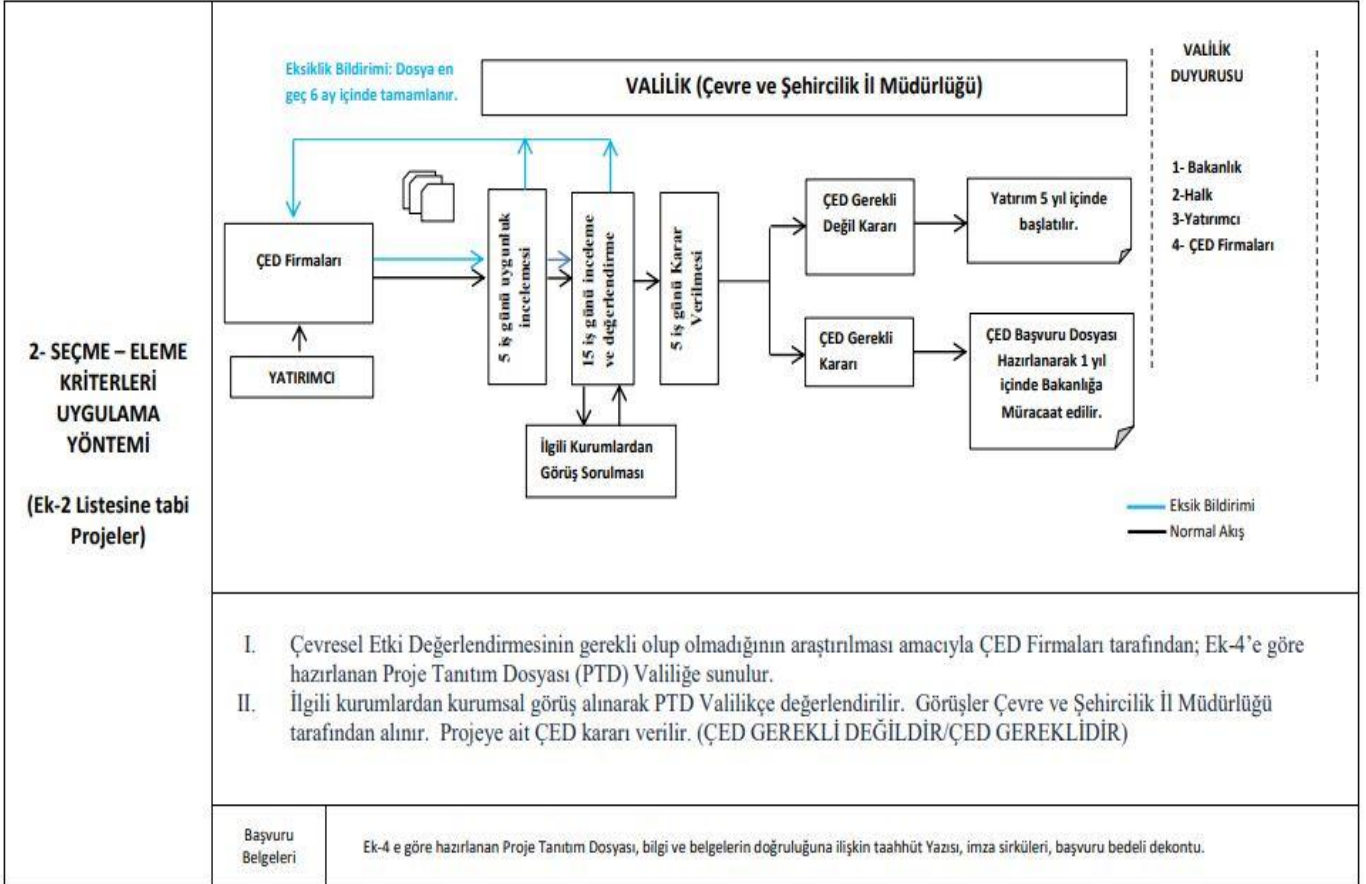 2- SEÇME – ELEME
KRİTERLERİ
UYGULAMA
YÖNTEMİ
(Ek-2 Listesine tabi
Projeler)
Eksiklik Bildirimi: Dosya en
geç 6 ay içinde tamamlanır.
VALİLİK (Çevre ve Şehircilik İl Müdürlüğü)
VALİLİK
DUYURUSU
1- Bakanlık
2-Halk
3-Yatırımcı
4- ÇED Firmaları
ÇED Firmaları
YATIRIMCI
5 iş günü uygunluk
incelemesi
15 iş günü inceleme
ve değerlendirme
5 iş günü Karar
Verilmesi
İlgili Kurumlardan
Görüş Sorulması
ÇED Gerekli
Değil Kararı
Yatırım 5 yıl içinde
başlatılır.
ÇED Gerekli
Kararı
ÇED Başvuru Dosyası
Hazırlanarak 1 yıl
içinde Bakanlığa
Müracaat edilir.
Eksik Bildirimi
Normal Akış
I. Çevresel Etki Değerlendirmesinin gerekli olup olmadığının araştırılması amacıyla ÇED Firmaları tarafından; Ek-4’e göre
hazırlanan Proje Tanıtım Dosyası (PTD) Valiliğe sunulur.
II. İlgili kurumlardan kurumsal görüş alınarak PTD Valilikçe değerlendirilir. Görüşler Çevre ve Şehircilik İl Müdürlüğü
tarafından alınır. Projeye ait ÇED kararı verilir. (ÇED GEREKLİ DEĞİLDİR/ÇED GEREKLİDİR)
Başvuru
Belgeleri
Ek-4 e göre hazırlanan Proje Tanıtım Dosyası, bilgi ve belgelerin doğruluğuna ilişkin taahhüt Yazısı, imza sirküleri, başvuru bedeli dekontu.